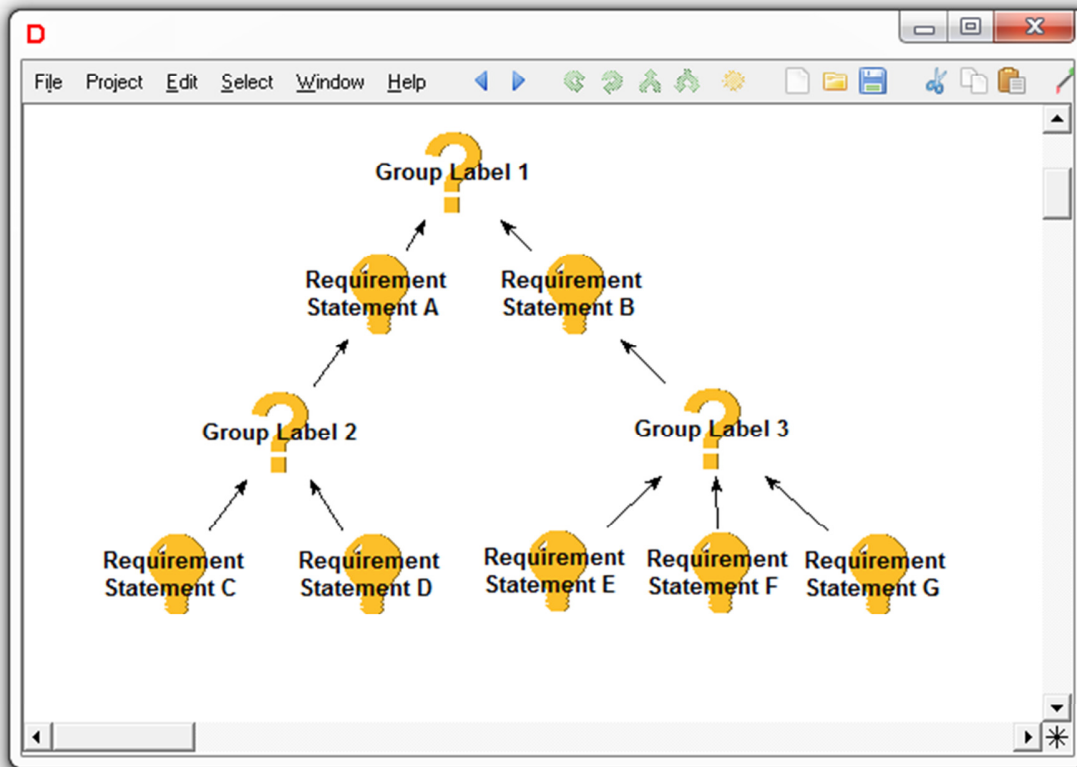 D
File Project Edit Select Window Help
Group Label 1
Requirement
Statement A
Requirement
Statement B
Group Label 2
Group Label 3
Requirement
Statement C
Requirement
Statement D
Requirement
Statement E
Requirement
Statement F
Requirement
Statement G